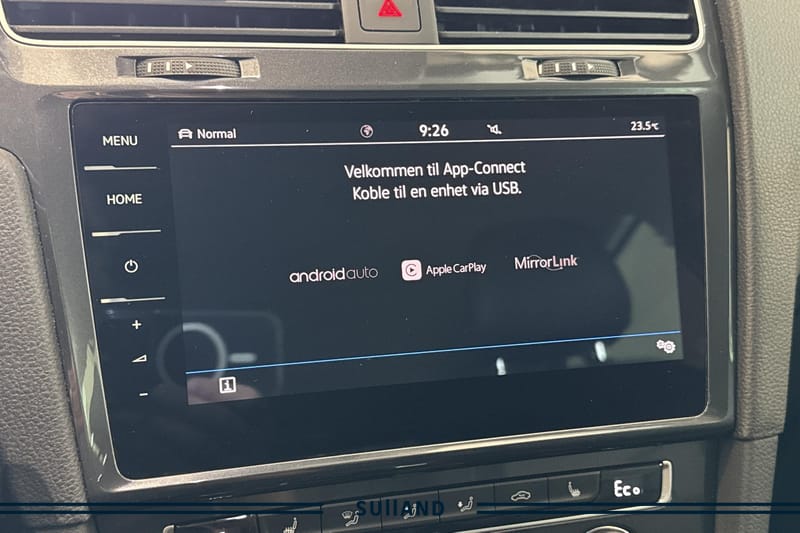 MENU
HOME
Normal
9:26
23.5°C
Velkommen til App-Connect
Koble til en enhet via USB.
androidauto
Apple CarPlay
MirrorLink
Eco
SULLAND